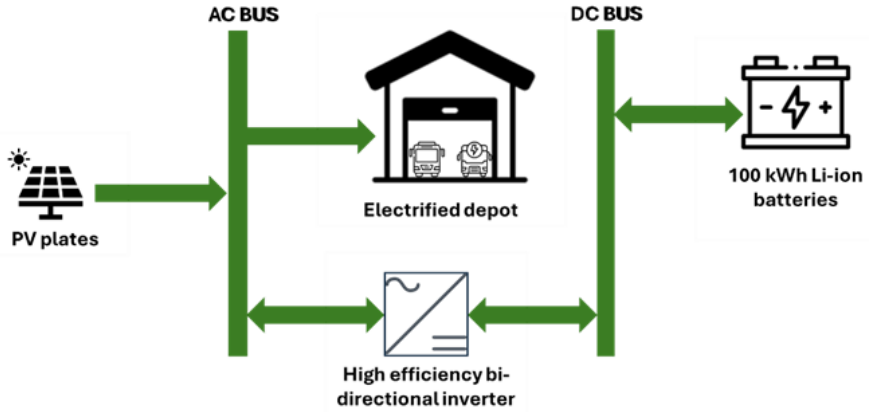 AC BUS
DC BUS
PV plates
Electrified depot
100 kWh Li-ion
batteries
High efficiency bi-
directional inverter